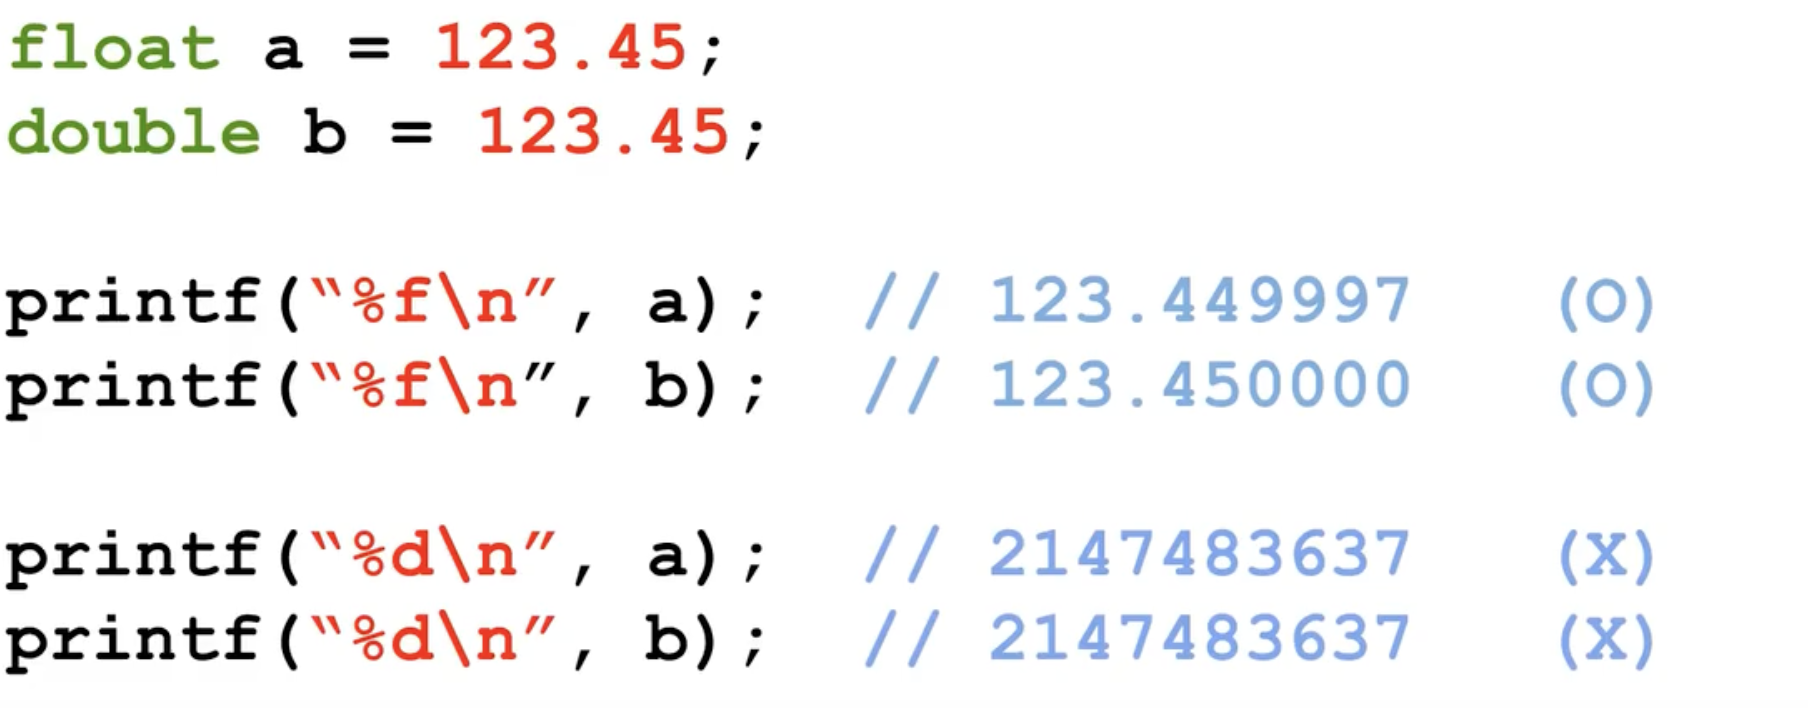 float a = 123.45;
double b = 123.45;
printf(“%f\n”, a); // 123.449997 (O)
printf(“%f\n”, b); // 123.450000 (O)
printf(“%d\n”, a); // 2147483637 (X)
printf(“%d\n”, b); // 2147483637 (X)